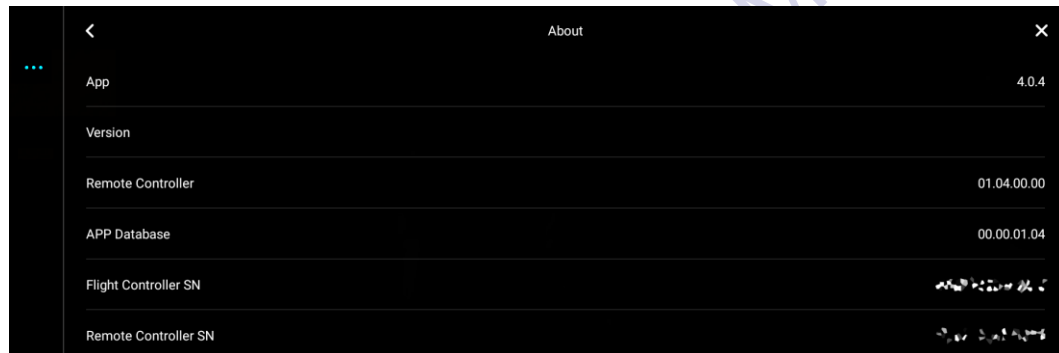 About
App 4.0.4
Version
Remote Controller 01.04.00.00
APP Database 00.00.01.04
Flight Controller SN
Remote Controller SN